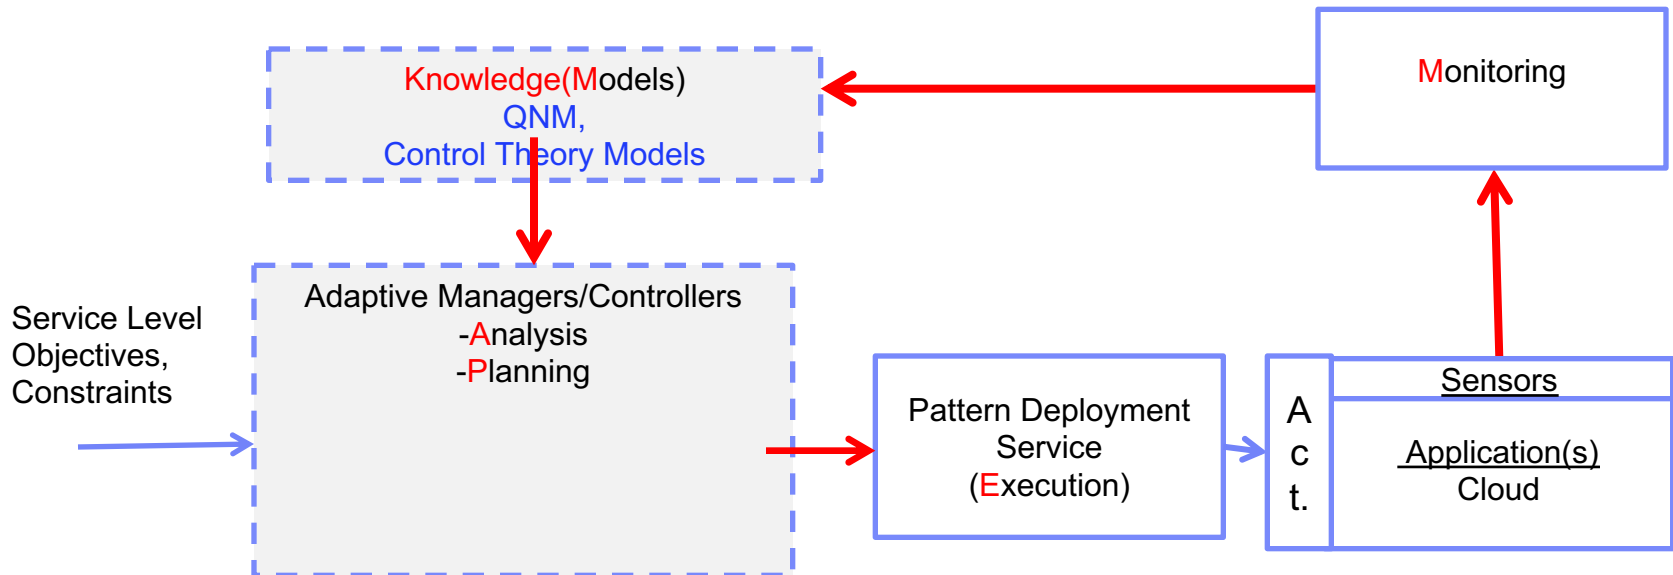 Knowledge(Models)
QNM,
Control Theory Models
Monitoring
Service Level
Objectives,
Constraints
Adaptive Managers/Controllers
-Analysis
-Planning
Pattern Deployment
Service
(Execution)
A
c
t.
Sensors
Application(s)
Cloud